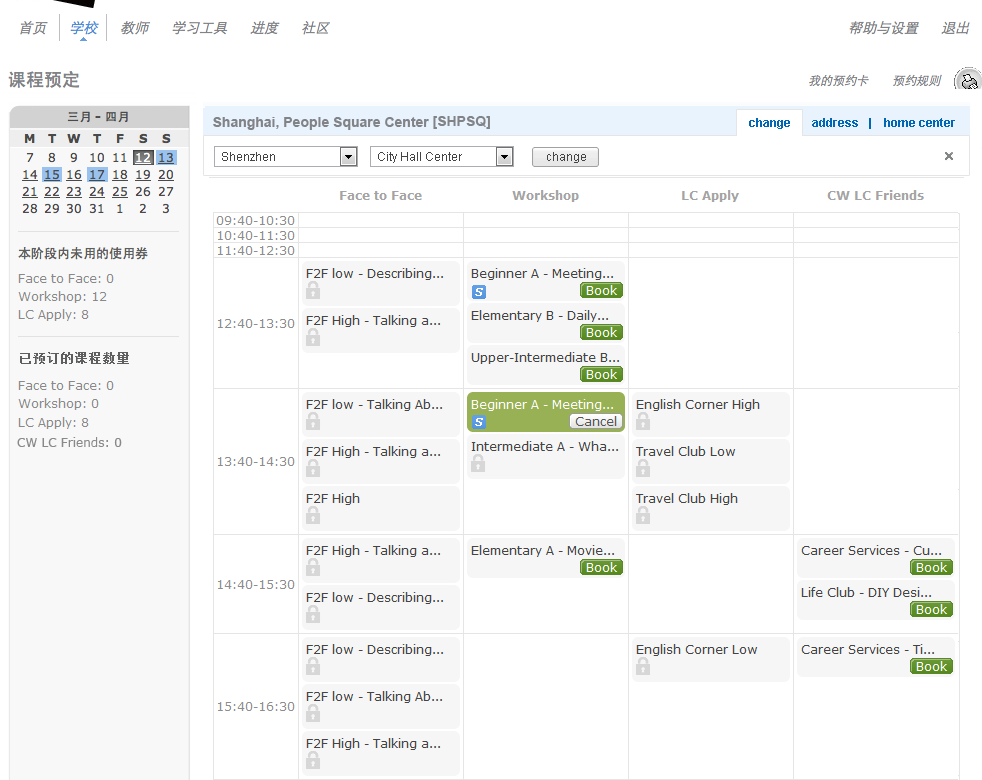 首页 学校 教师 学习工具 进度 社区 帮助与设置 退出
课程预定 我的预约卡 预约规则
三月 - 四月
M T W T F S S
7 8 9 10 11 12 13
14 15 16 17 18 19 20
21 22 23 24 25 26 27
28 29 30 31 1 2 3
本阶段内未用的使用券
Face to Face: 0
Workshop: 12
LC Apply: 8
已预订的课程数量
Face to Face: 0
Workshop: 0
LC Apply: 8
CW LC Friends: 0
Shanghai, People Square Center [SHPSQ] change address | home center
Shenzhen City Hall Center change
Face to Face Workshop LC Apply CW LC Friends
09:40-10:30
10:40-11:30
11:40-12:30
12:40-13:30
F2F low - Describing...
F2F High - Talking a...
Beginner A - Meeting...
S Book
Elementary B - Daily...
Book
Upper-Intermediate B...
Book
13:40-14:30
F2F low - Talking Ab...
F2F High - Talking a...
F2F High
Beginner A - Meeting...
S Cancel
Intermediate A - Wha...
English Corner High
Travel Club Low
Travel Club High
14:40-15:30
F2F High - Talking a...
F2F low - Describing...
Elementary A - Movie...
Book
Career Services - Cu...
Book
Life Club - DIY Desi...
Book
15:40-16:30
F2F low - Describing...
F2F low - Talking Ab...
F2F High - Talking a...
English Corner Low
Career Services - Ti...
Book